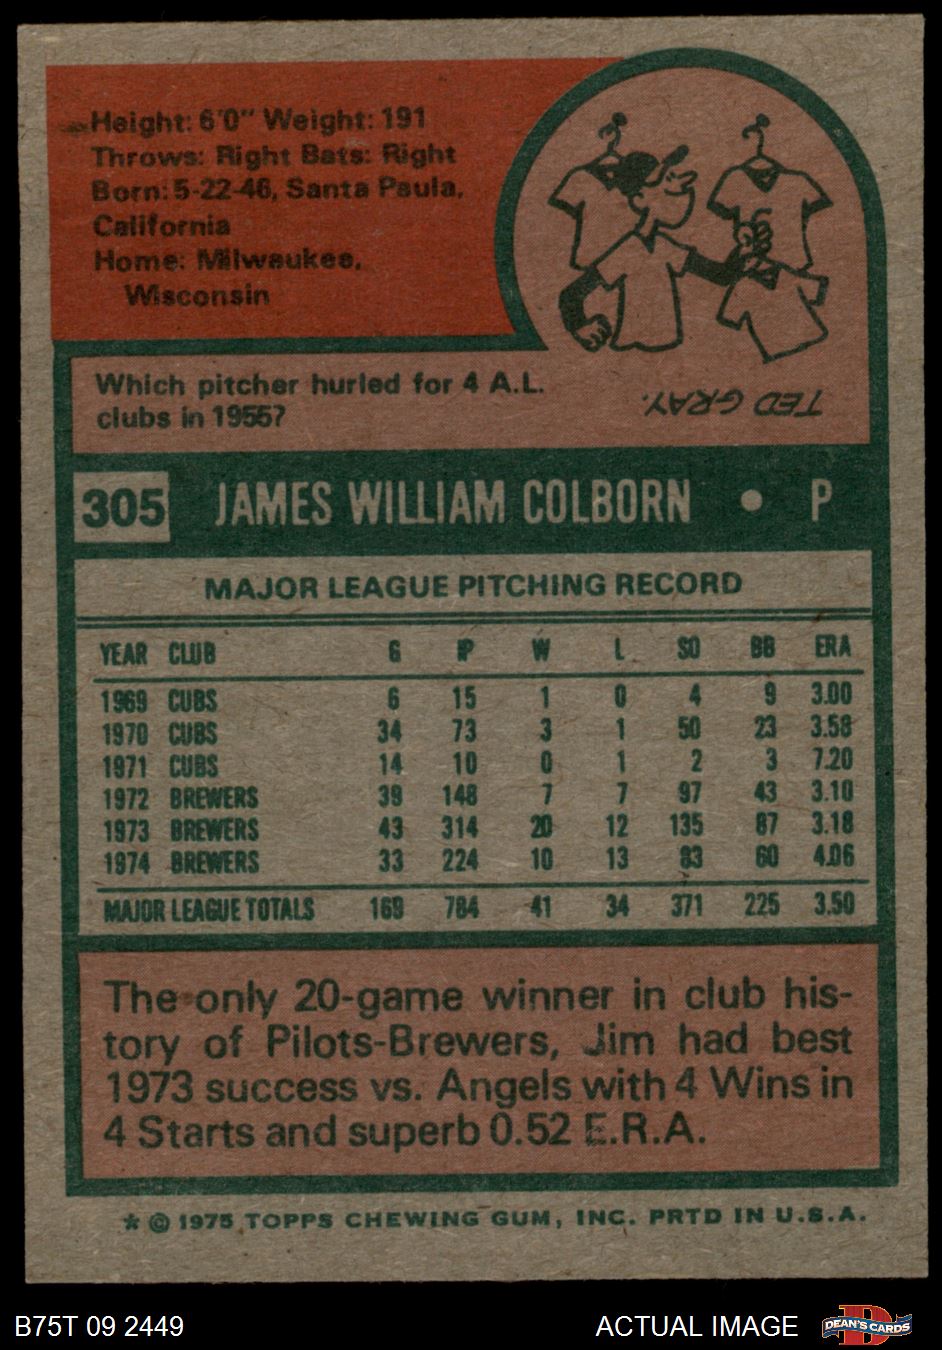 Height: 6'0" Weight: 191
Throws: Right Bats: Right
Born: 5-22-46, Santa Paula,
California
Home: Milwaukee,
Wisconsin
Which pitcher hurled for 4 A.L.
clubs in 1955?
TED GRAY.
305 JAMES WILLIAM COLBORN • P
MAJOR LEAGUE PITCHING RECORD
YEAR CLUB G IP W L SO BB ERA
1969 CUBS 6 15 1 0 4 9 3.00
1970 CUBS 34 73 3 1 50 23 3.58
1971 CUBS 14 10 0 1 2 3 7.20
1972 BREWERS 39 148 7 7 97 43 3.10
1973 BREWERS 43 314 20 12 135 87 3.18
1974 BREWERS 33 224 10 13 83 60 4.06
MAJOR LEAGUE TOTALS 169 784 41 34 371 225 3.50
The only 20-game winner in club his-
tory of Pilots-Brewers, Jim had best
1973 success vs. Angels with 4 Wins in
4 Starts and superb 0.52 E.R.A.
* © 1975 TOPPS CHEWING GUM, INC. PRTD IN U.S.A.
B75T 09 2449 ACTUAL IMAGE D DEAN'S CARDS